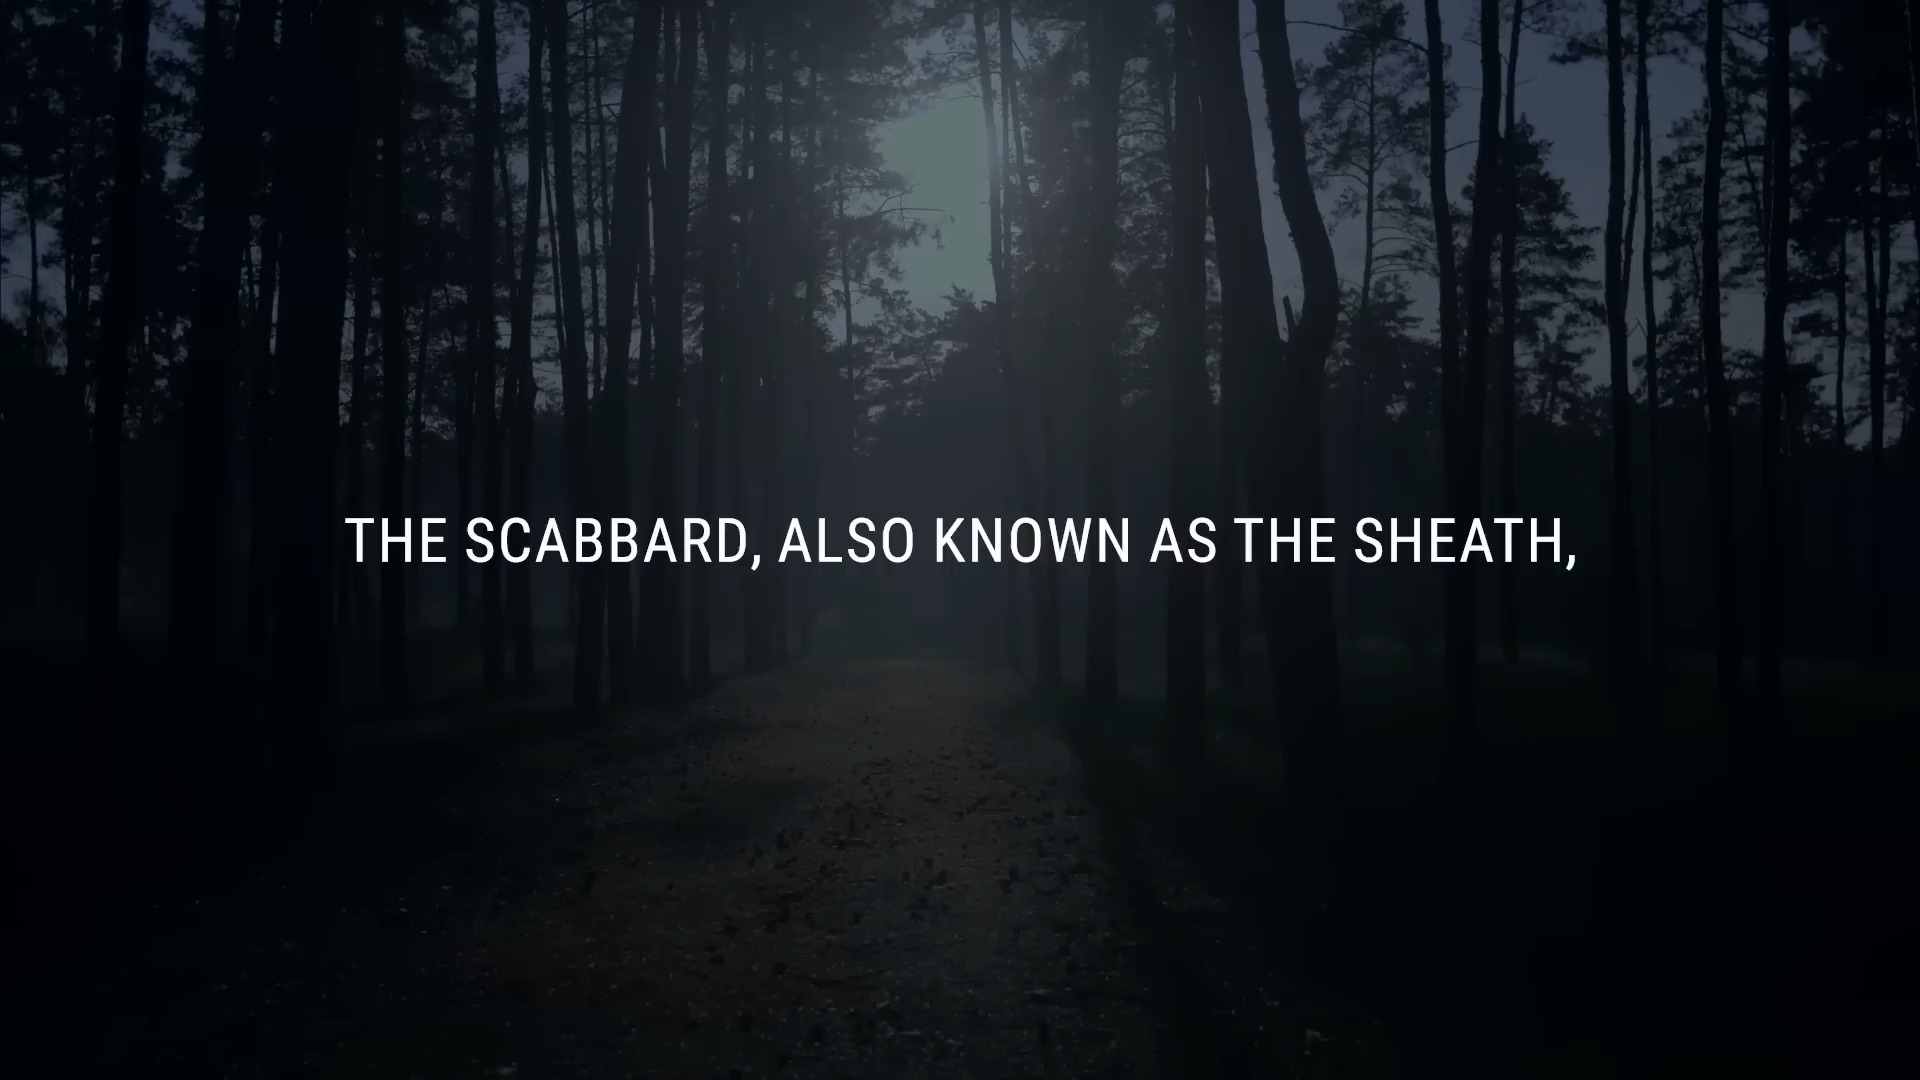 THE SCABBARD, ALSO KNOWN AS THE SHEATH,